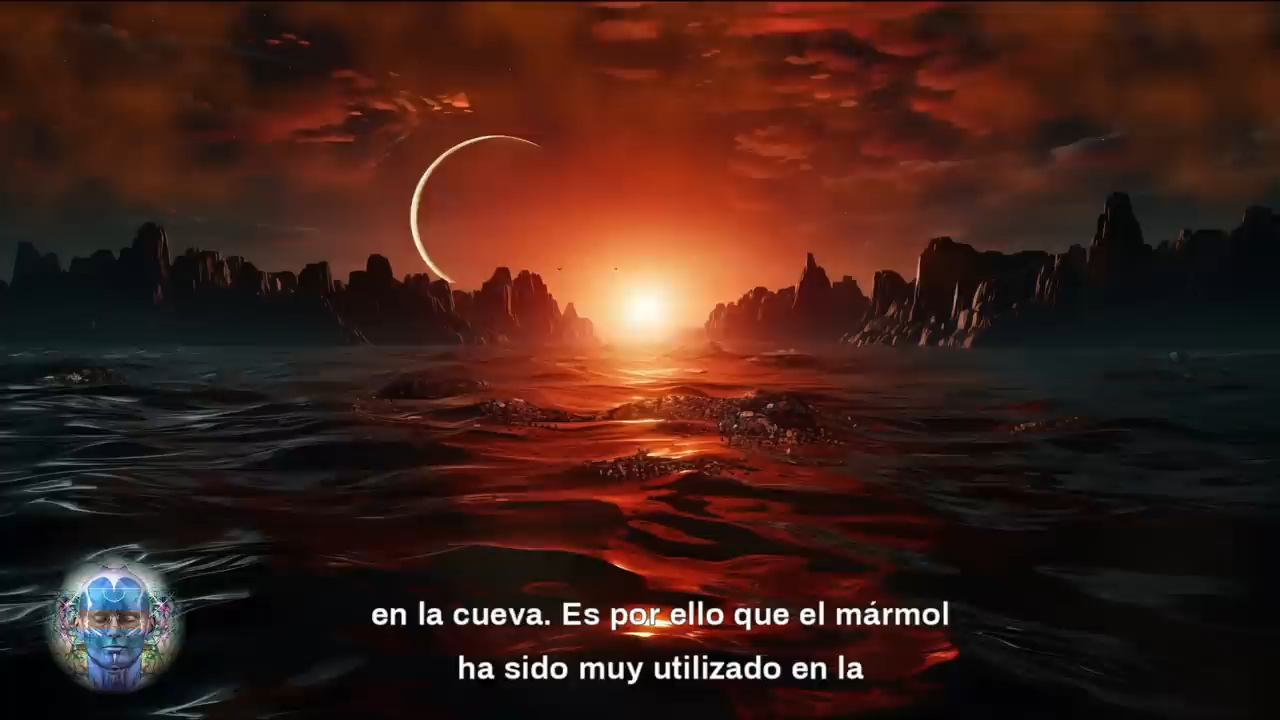 en la cueva. Es por ello que el mármol
ha sido muy utilizado en la